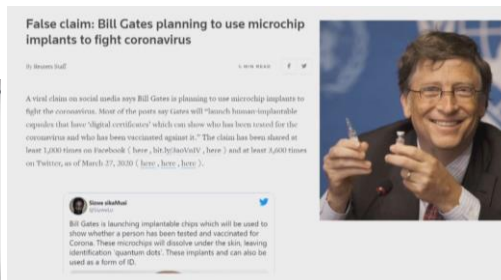 False claim: Bill Gates planning to use microchip
implants to fight coronavirus
By Reuters Staff
MIN READ
A viral claim on social media says Bill Gates is planning to use microchip implants to
fight the coronavirus. Most of the posts say Gates will “launch human-implantable
capsules that have ‘digital certificates’ which can show who has been tested for the
coronavirus and who has been vaccinated against it.” The claim has been shared at
least 1,000 times on Facebook ( here , here ) and at least 3,600 times
on Twitter, as of March 27, 2020 ( here , here , here ).
Bill Gates is launching implantable chips which will be used to
show whether a person has been tested and vaccinated for
Corona. These microchips will dissolve under the skin, leaving
identification 'quantum dots'. These implants and can also be
used as a form of ID.